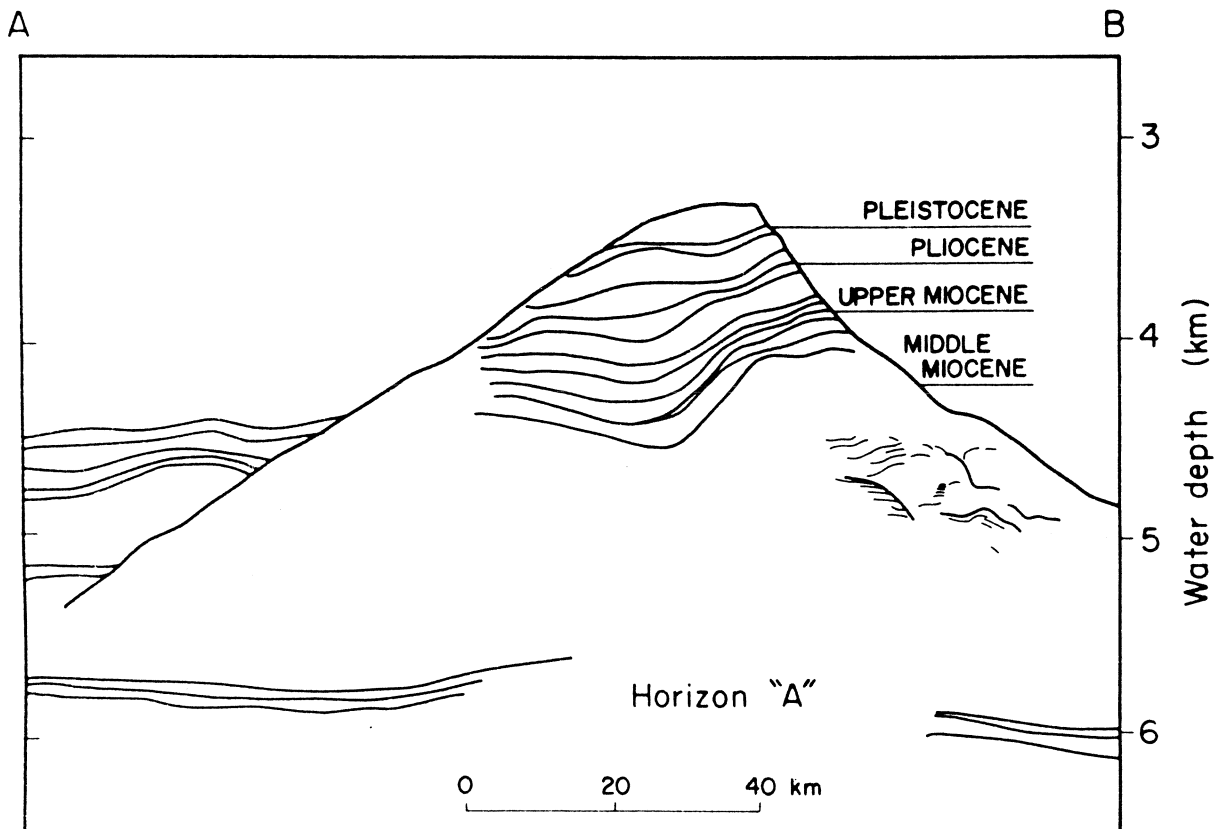 A
B
3
PLEISTOCENE
PLIOCENE
UPPER MIOCENE
4
MIDDLE
MIOCENE
Water depth (km)
5
Horizon "A"
6
0 20 40 km